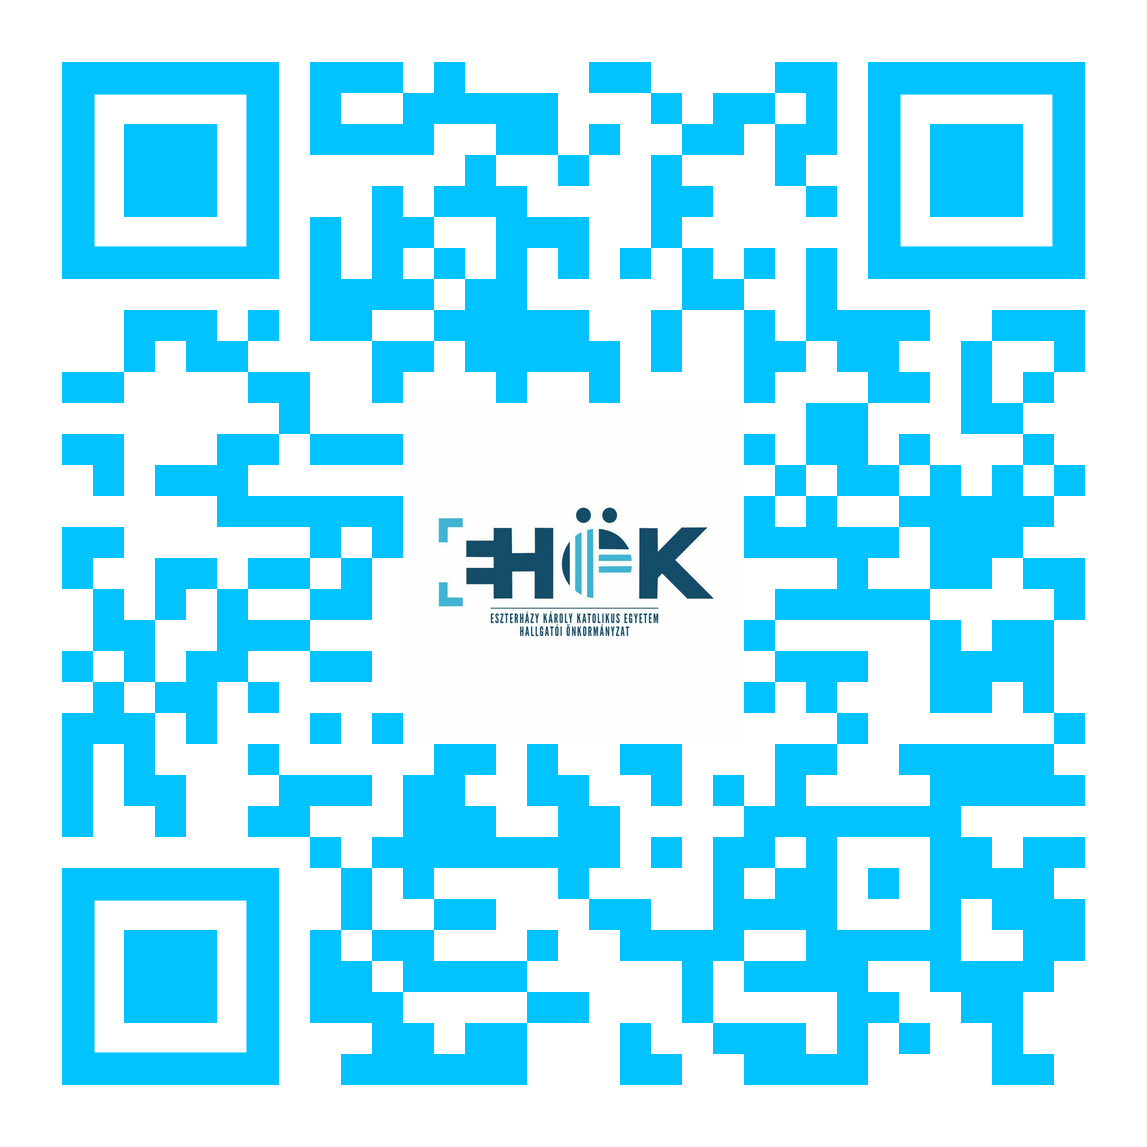 EHÖK
ESZTERHÁZY KÁROLY KATOLIKUS EGYETEM
HALLGATÓI ÖNKORMÁNYZAT